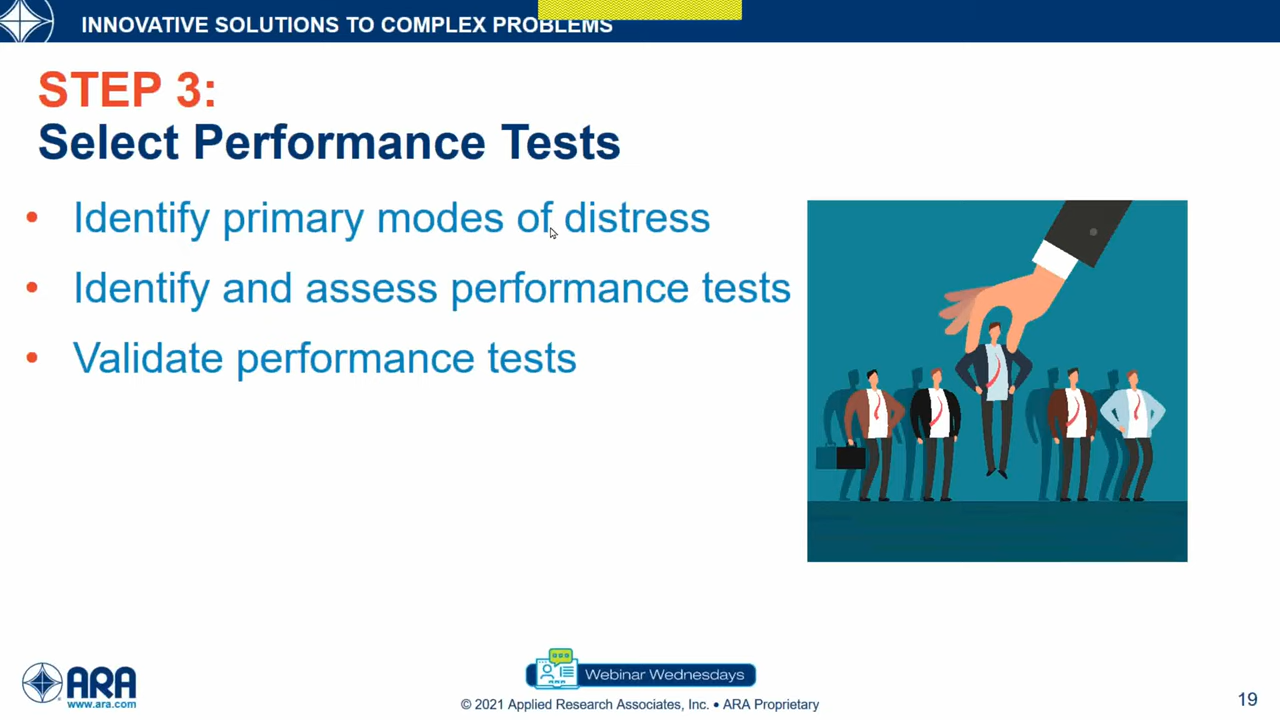 INNOVATIVE SOLUTIONS TO COMPLEX PROBLEMS
STEP 3:
Select Performance Tests
• Identify primary modes of distress
• Identify and assess performance tests
• Validate performance tests
ARA
www.ara.com
Webinar Wednesdays
© 2021 Applied Research Associates, Inc. • ARA Proprietary
19